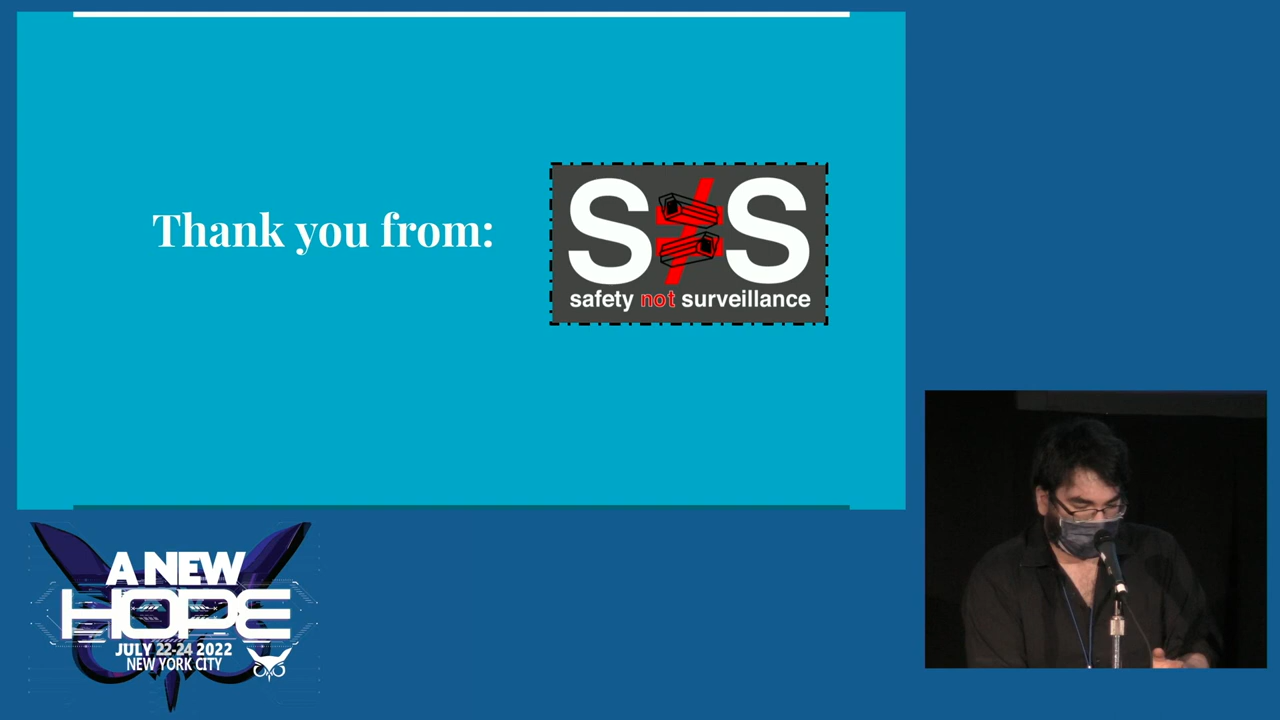 Thank you from:
S≠S
safety not surveillance
A NEW
HOPE
JULY 22-24 2022
NEW YORK CITY